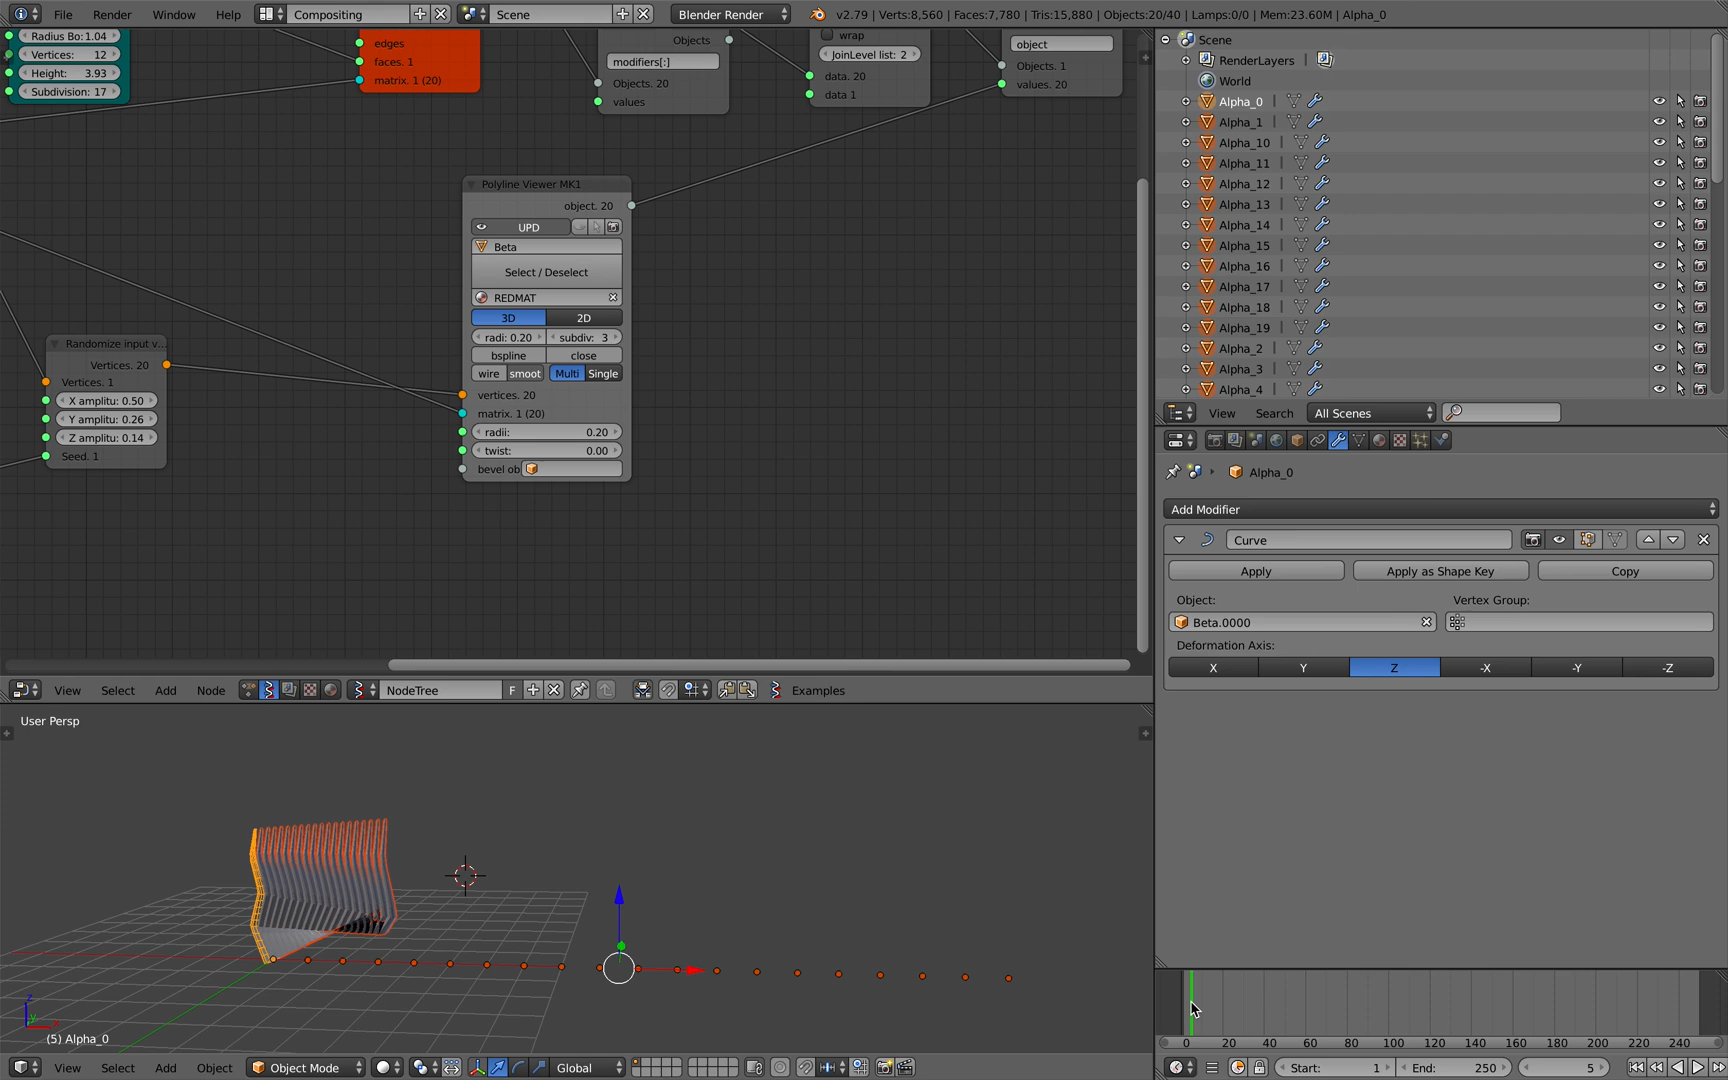 File Render Window Help Compositing Scene Blender Render v2.79 | Verts:8,560 | Faces:7,780 | Tris:15,880 | Objects:20/40 | Lamps:0/0 | Mem:23.60M | Alpha_0
Radius Bo: 1.04
Vertices: 12
Height: 3.93
Subdivision: 17
edges
faces. 1
matrix. 1 (20)
Objects
modifiers[:]
Objects. 20
values
wrap
JoinLevel list: 2
data. 20
data 1
object
Objects. 1
values. 20
Polyline Viewer MK1
object. 20
UPD
Beta
Select / Deselect
REDMAT
3D 2D
radi: 0.20 subdiv: 3
bspline close
wire smoot Multi Single
vertices. 20
matrix. 1 (20)
radii: 0.20
twist: 0.00
bevel ob
Randomize input v...
Vertices. 20
Vertices. 1
X amplitu: 0.50
Y amplitu: 0.26
Z amplitu: 0.14
Seed. 1
View Select Add Node NodeTree F Examples
User Persp
(5) Alpha_0
View Select Add Object Object Mode Global
Scene
RenderLayers |
World
Alpha_0 |
Alpha_1 |
Alpha_10 |
Alpha_11 |
Alpha_12 |
Alpha_13 |
Alpha_14 |
Alpha_15 |
Alpha_16 |
Alpha_17 |
Alpha_18 |
Alpha_19 |
Alpha_2 |
Alpha_3 |
Alpha_4 |
View Search All Scenes
Alpha_0
Add Modifier
Curve
Apply Apply as Shape Key Copy
Object: Vertex Group:
Beta.0000
Deformation Axis:
X Y Z -X -Y -Z
0 20 40 60 80 100 120 140 160 180 200 220 240
Start: 1 End: 250 5